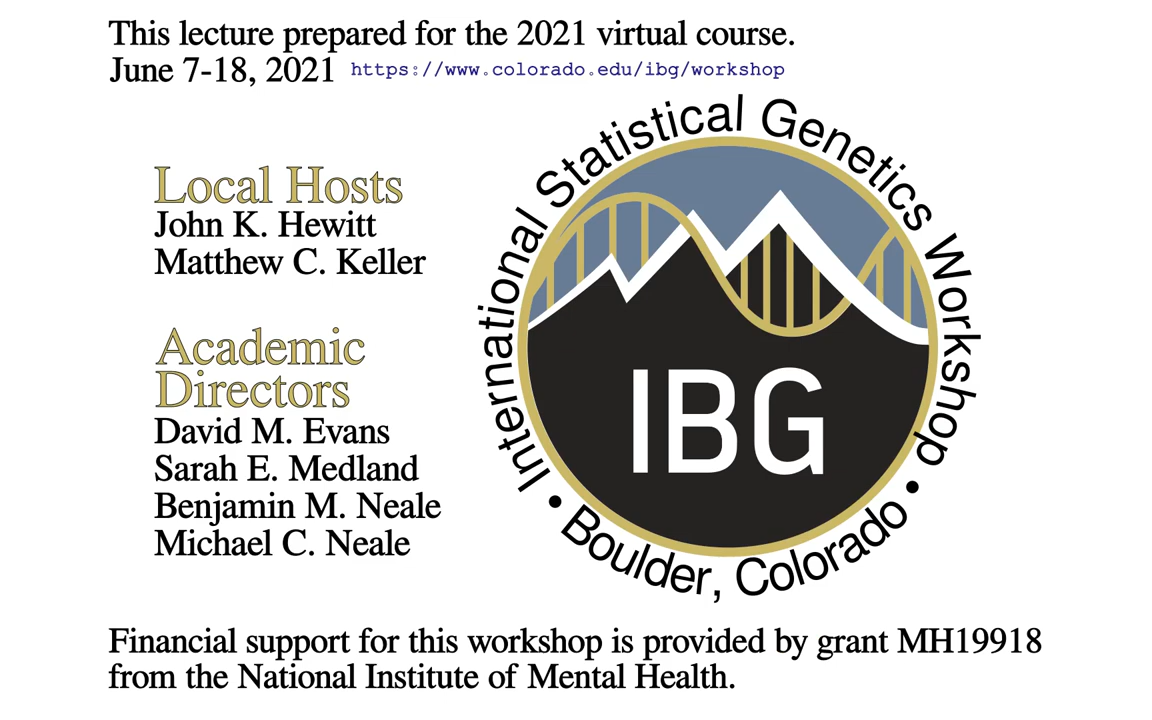 This lecture prepared for the 2021 virtual course.
June 7-18, 2021 https://www.colorado.edu/ibg/workshop
Local Hosts
John K. Hewitt
Matthew C. Keller
Academic
Directors
David M. Evans
Sarah E. Medland
Benjamin M. Neale
Michael C. Neale
International Statistical Genetics Workshop
• Boulder, Colorado •
IBG
Financial support for this workshop is provided by grant MH19918
from the National Institute of Mental Health.